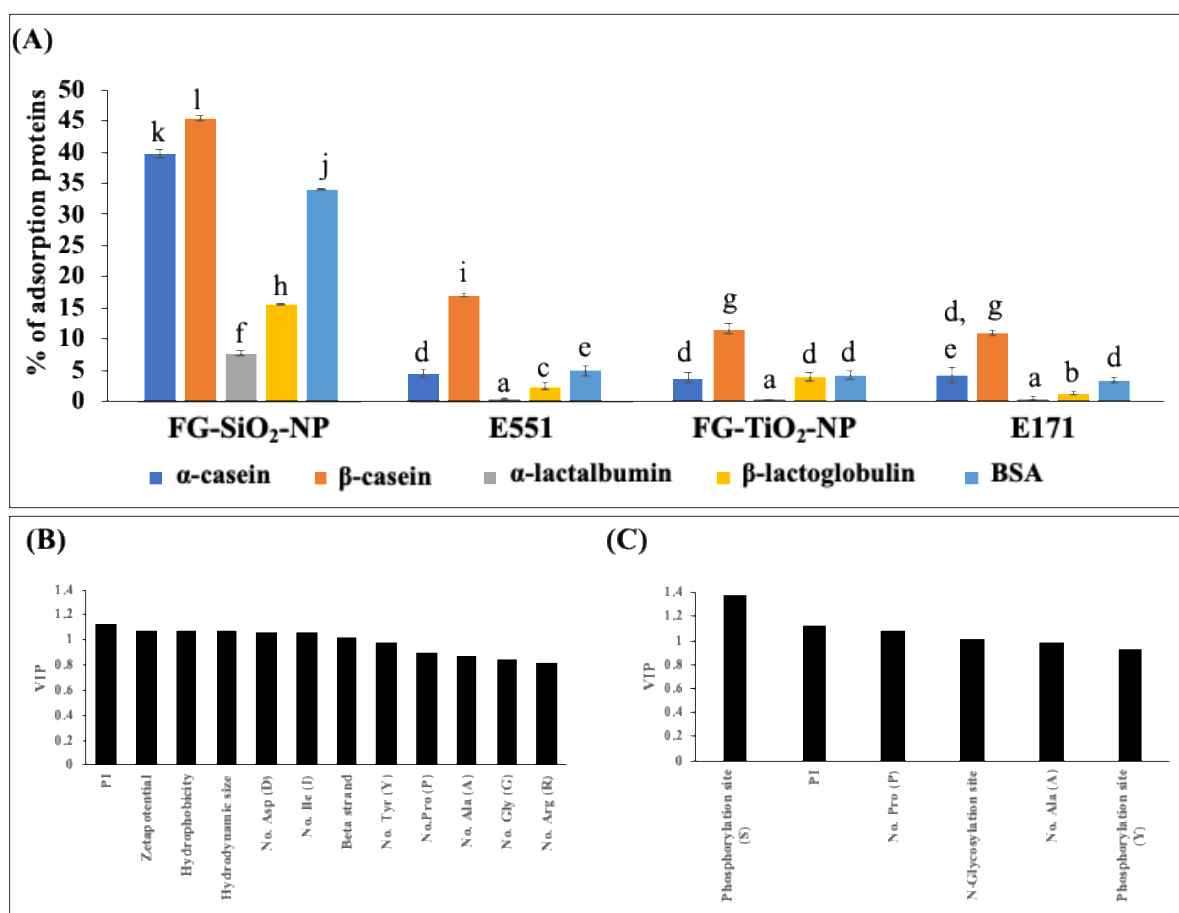 (A)
% of adsorption proteins
50
45
40
35
30
25
20
15
10
5
0
k
l
f
h
j
d
i
a
c
e
d
g
a
d
d
d,
e
g
a
b
d
FG-SiO₂-NP E551 FG-TiO₂-NP E171
α-casein β-casein α-lactalbumin β-lactoglobulin BSA
(B)
VIP
1.4
1.2
1
0.8
0.6
0.4
0.2
0
PI
Zetapotential
Hydrophobicity
Hydrodynamic size
No. Asp (D)
No. Ile (I)
Beta strand
No. Tyr (Y)
No.Pro (P)
No. Ala (A)
No. Gly (G)
No. Arg (R)
(C)
VIP
1.4
1.2
1
0.8
0.6
0.4
0.2
0
Phosphorylation site
(S)
PI
No. Pro (P)
N-Glycosylation site
No. Ala (A)
Phosphorylation site
(Y)